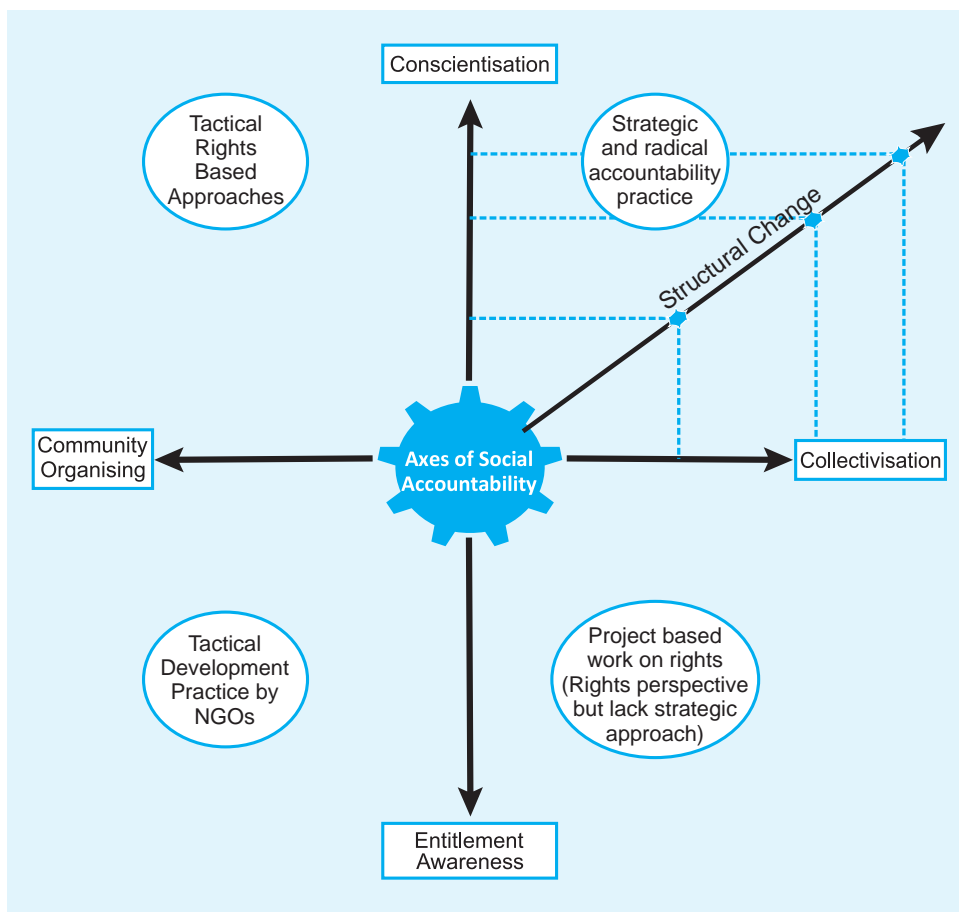 Conscientisation
Tactical
Rights
Based
Approaches
Strategic
and radical
accountability
practice
Structural Change
Community
Organising
Axes of Social
Accountability
Collectivisation
Tactical
Development
Practice by
NGOs
Project based
work on rights
(Rights perspective
but lack strategic
approach)
Entitlement
Awareness